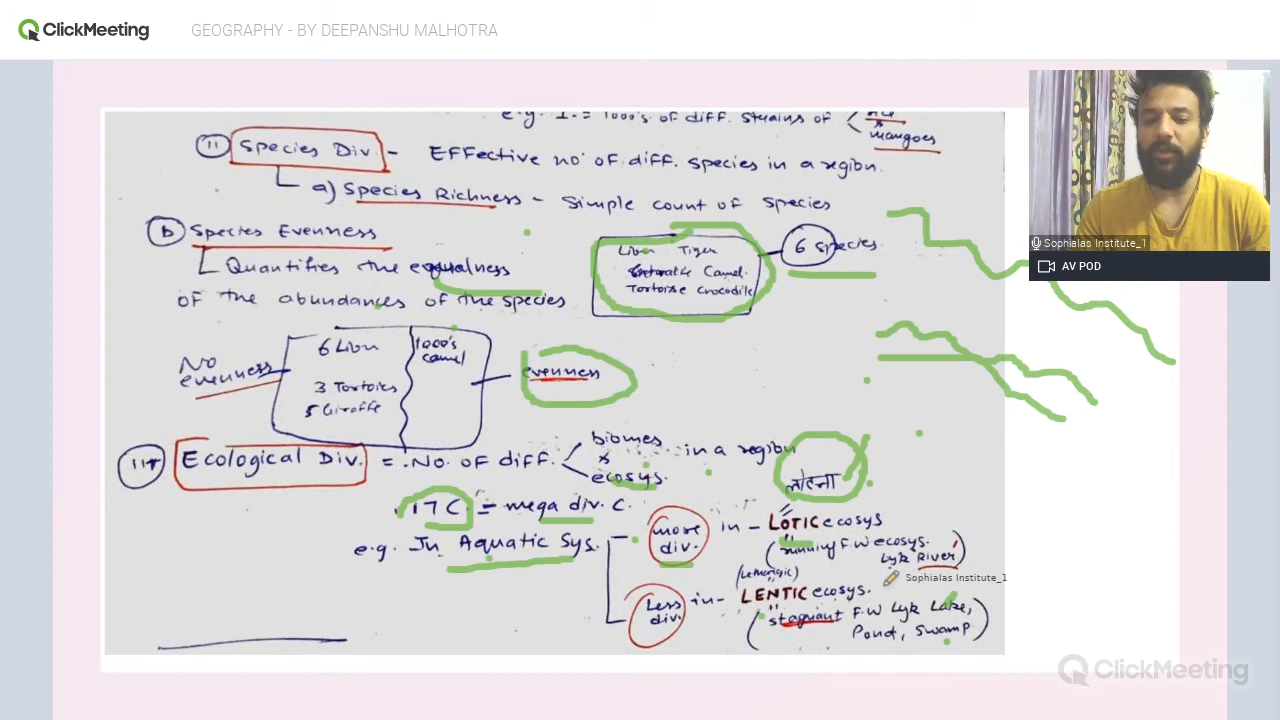 ClickMeeting
GEOGRAPHY - BY DEEPANSHU MALHOTRA
e.g. I. = 1000's of diff. strains of
mangoes
II Species Div. - Effective no. of diff. species in a region.
a) Species Richness - Simple count of species
b) Species Evenness
Quantifies the equalness
of the abundances of the species
Lion Tiger
Camel
Tortoise Crocodile
6 species
No
evenness
6 Lion
3 Tortoies
5 Giraffe
1000's
camel
evenness
III Ecological Div. = No. of diff. biomes
ecosys. in a region
17 C = mega div. C.
लोटना
e.g. In Aquatic Sys.
more
div. in - LOTIC ecosys
(running F.W ecosys.
Lyk River)
(Lethargic)
Less
div. in - LENTIC ecosys.
(stagnant F.W Lyk Lake,
Pond, Swamp.)
Sophialas Institute_1
Sophialas Institute_1
AV POD
ClickMeeting